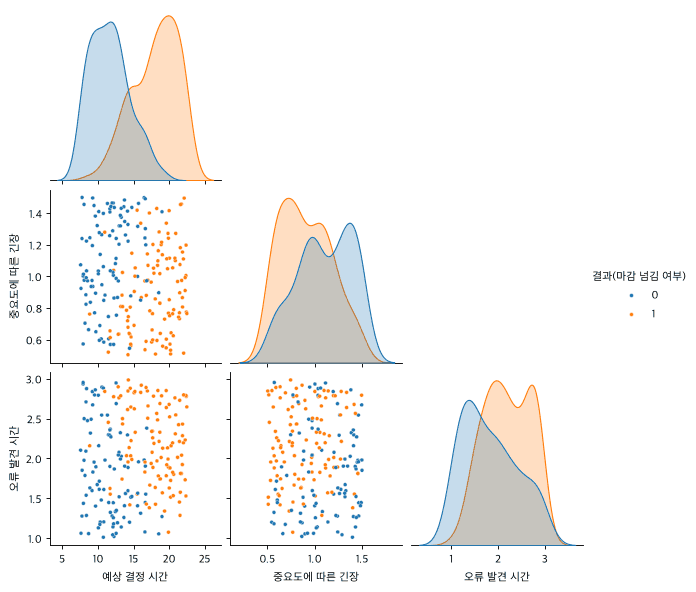 1.4
1.2
1.0
0.8
0.6
중요도에 따른 긴장
결과(마감 넘김 여부)
0
1
3.0
2.5
2.0
1.5
1.0
오류 발견 시간
5 10 15 20 25
예상 결정 시간
0.5 1.0 1.5
중요도에 따른 긴장
1 2 3
오류 발견 시간